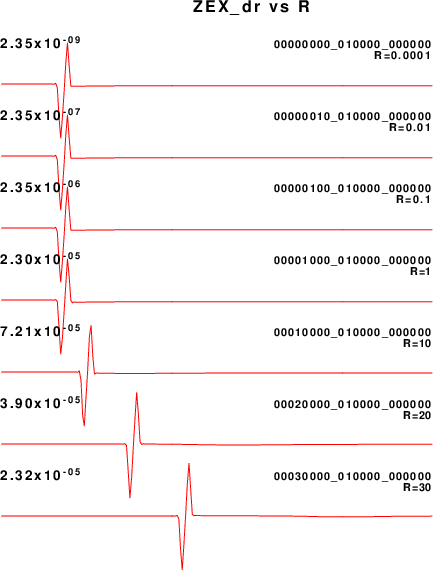 ZEX_dr vs R
2.35x10-09 00000000_010000_000000
R=0.0001
2.35x10-07 00000010_010000_000000
R=0.01
2.35x10-06 00000100_010000_000000
R=0.1
2.30x10-05 00001000_010000_000000
R=1
7.21x10-05 00010000_010000_000000
R=10
3.90x10-05 00020000_010000_000000
R=20
2.32x10-05 00030000_010000_000000
R=30